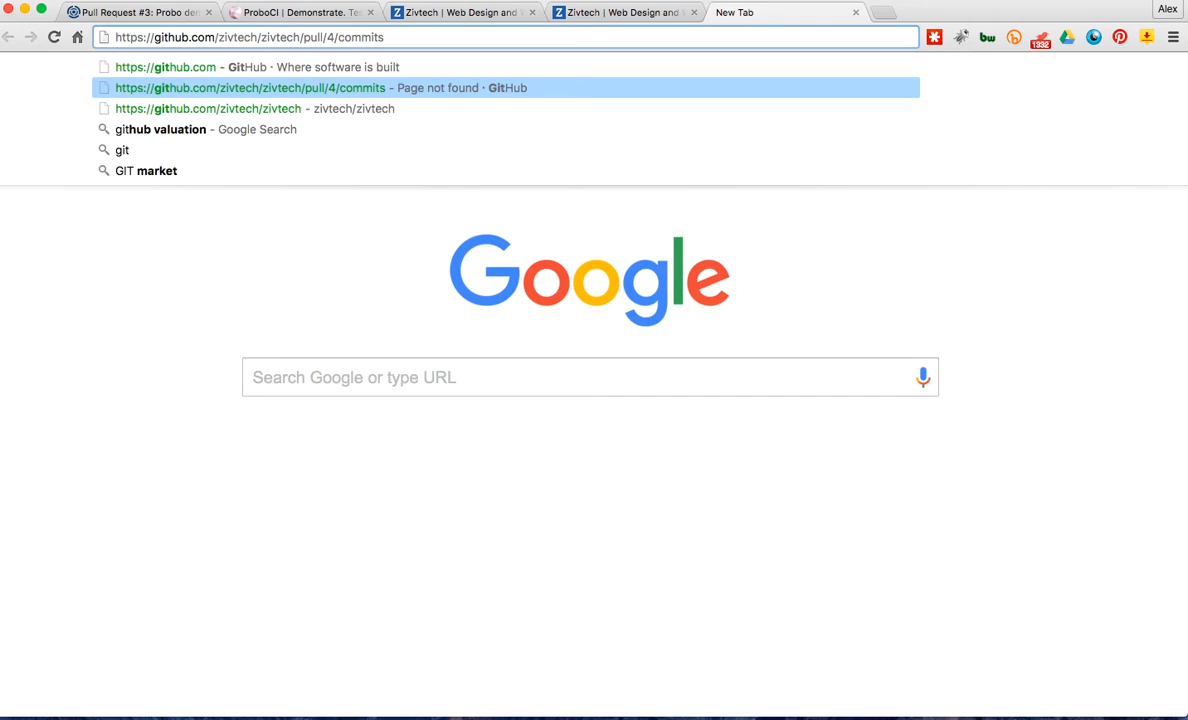 Pull Request #3: Probo der
ProboCI | Demonstrate. Tes
Zivtech | Web Design and
Zivtech | Web Design and
New Tab
Alex
https://github.com/zivtech/zivtech/pull/4/commits
1332
https://github.com - GitHub · Where software is built
https://github.com/zivtech/zivtech/pull/4/commits - Page not found · GitHub
https://github.com/zivtech/zivtech - zivtech/zivtech
github valuation - Google Search
git
GIT market
Google
Search Google or type URL
bw